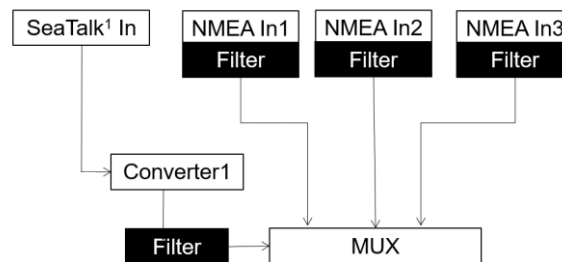 SeaTalk¹ In
NMEA In1
NMEA In2
NMEA In3
Filter
Filter
Filter
Converter1
Filter
MUX